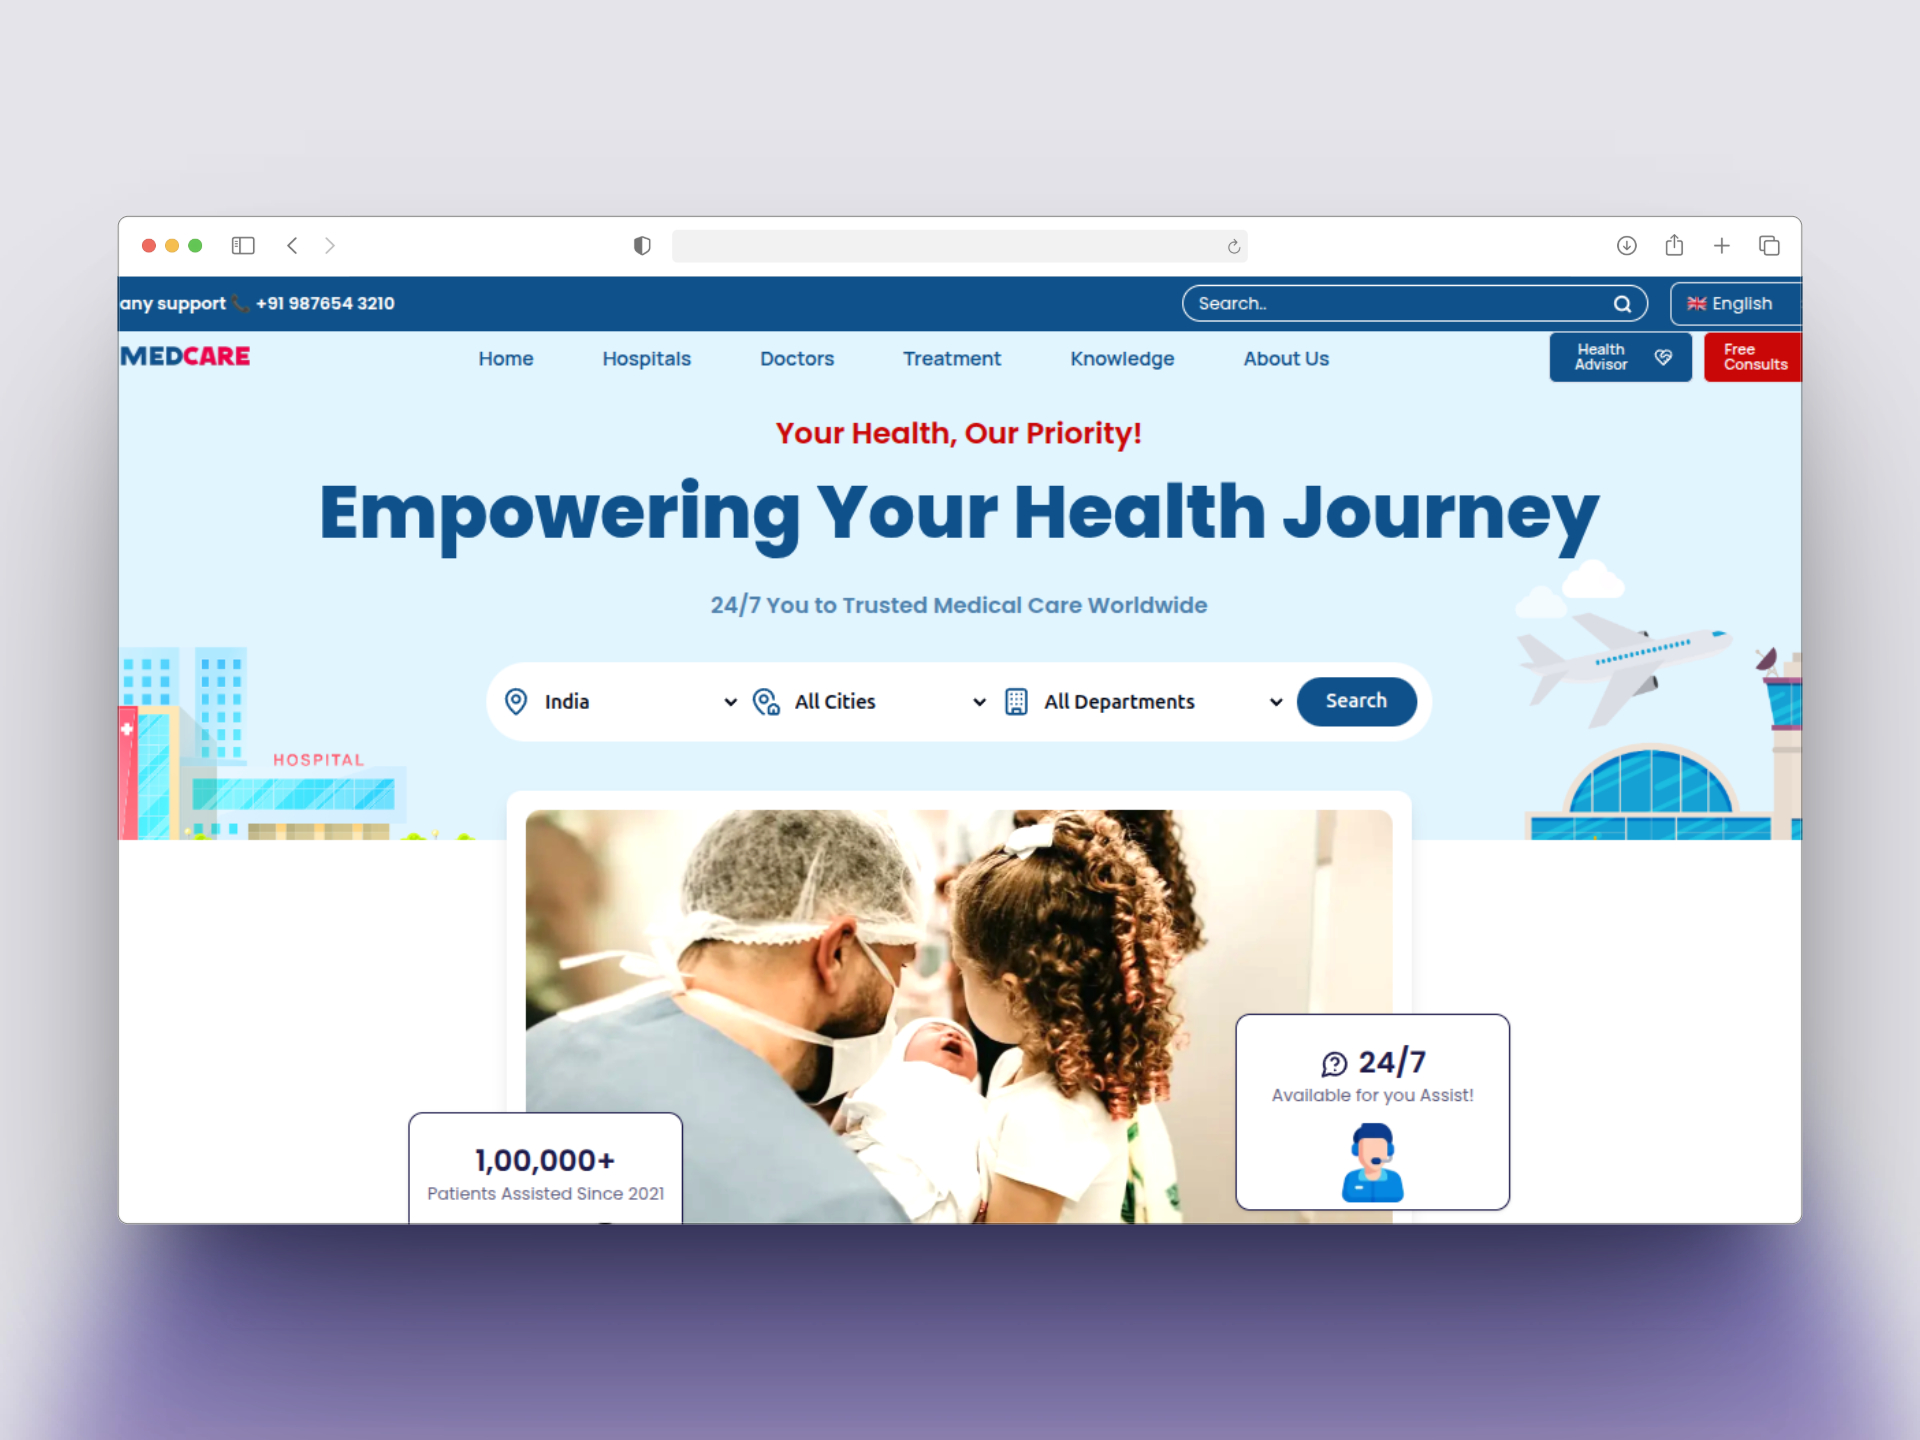 any support 📞 +91 987654 3210
Search..
🇬🇧 English
MEDCARE
Home
Hospitals
Doctors
Treatment
Knowledge
About Us
Health
Advisor
Free
Consults
Your Health, Our Priority!
Empowering Your Health Journey
24/7 You to Trusted Medical Care Worldwide
India
All Cities
All Departments
Search
HOSPITAL
24/7
Available for you Assist!
1,00,000+
Patients Assisted Since 2021